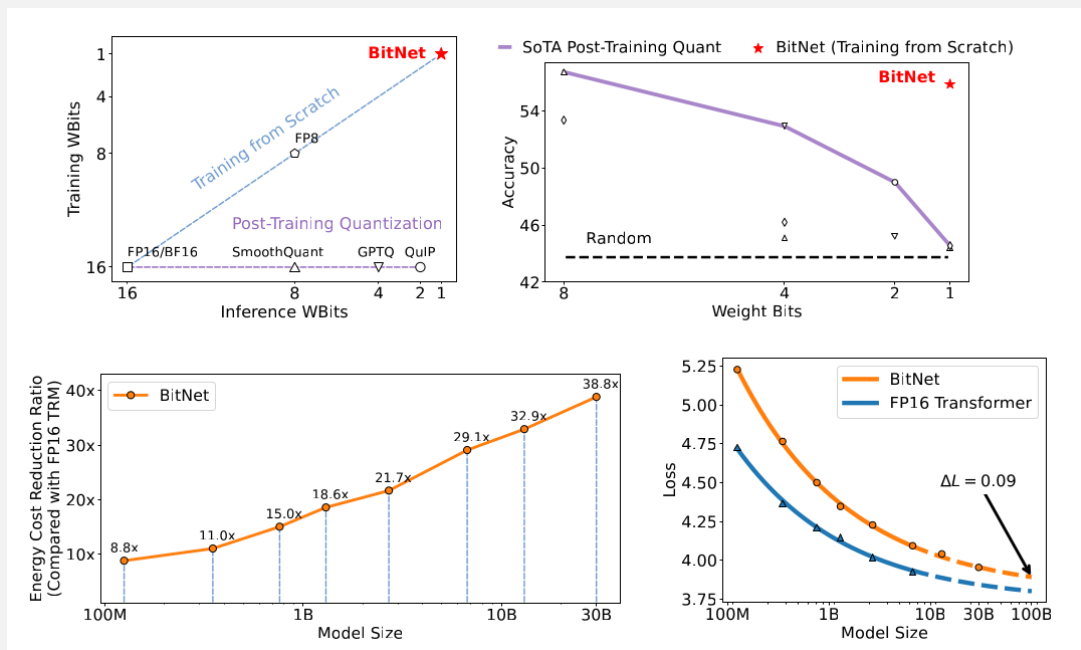 1
4
8
16
Training WBits
BitNet
Training from Scratch
FP8
Post-Training Quantization
FP16/BF16 SmoothQuant GPTQ QuIP
16 8 4 2 1
Inference WBits
SoTA Post-Training Quant BitNet (Training from Scratch)
BitNet
54
50
46
42
Accuracy
Random
8 4 2 1
Weight Bits
Energy Cost Reduction Ratio
(Compared with FP16 TRM)
40x
30x
20x
10x
BitNet
8.8x
11.0x
15.0x
18.6x
21.7x
29.1x
32.9x
38.8x
100M 1B 10B 30B
Model Size
5.25
5.00
4.75
4.50
4.25
4.00
3.75
Loss
BitNet
FP16 Transformer
ΔL = 0.09
100M 1B 10B 30B 100B
Model Size